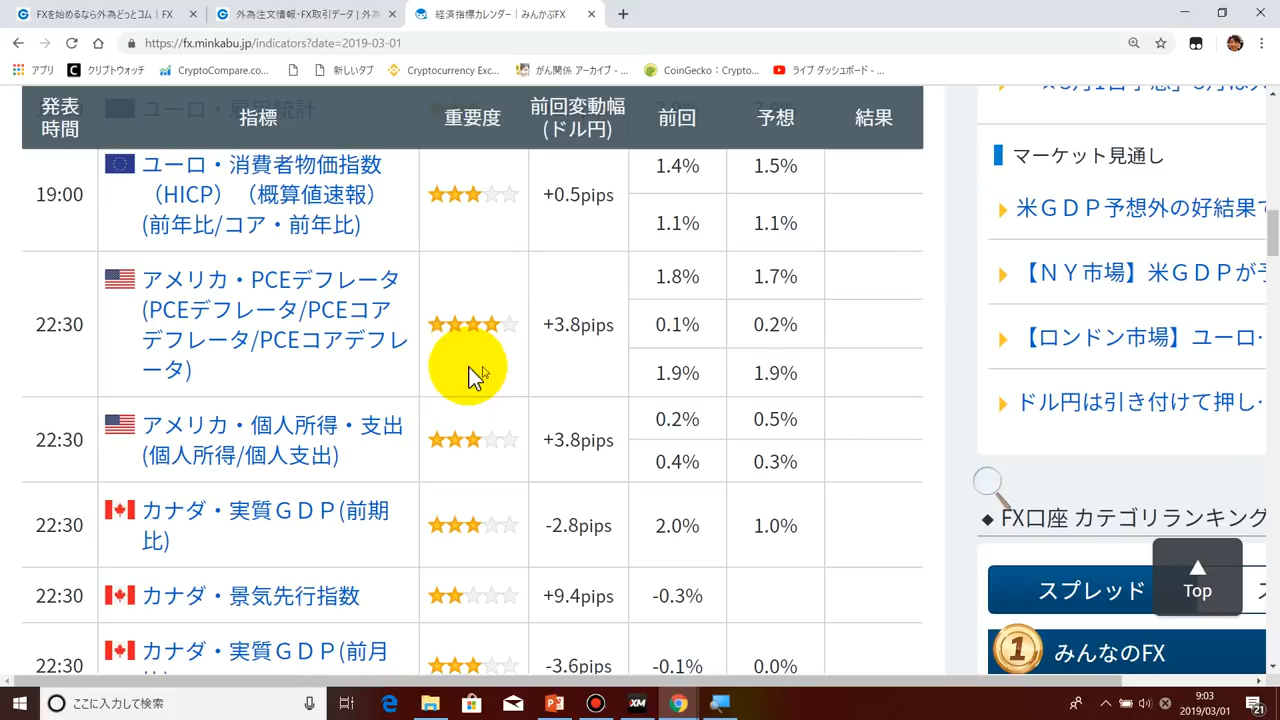 FXを始めるなら外為どっとコム｜FX
外為注文情報・FX取引データ | 外為
経済指標カレンダー｜みんかぶFX
https://fx.minkabu.jp/indicators?date=2019-03-01
アプリ
クリプトウォッチ
CryptoCompare.co...
新しいタブ
Cryptocurrency Exc...
がん関係 アーカイブ - ...
CoinGecko: Crypto...
ライブ ダッシュボード - ...
発表時間
指標
重要度
前回変動幅
(ドル円)
前回
予想
結果
19:00
ユーロ・消費者物価指数
（HICP）（概算値速報）
(前年比/コア・前年比)
+0.5pips
1.4%
1.5%
1.1%
1.1%
22:30
アメリカ・PCEデフレータ
(PCEデフレータ/PCEコア
デフレータ/PCEコアデフレ
ータ)
+3.8pips
1.8%
1.7%
0.1%
0.2%
1.9%
1.9%
22:30
アメリカ・個人所得・支出
(個人所得/個人支出)
+3.8pips
0.2%
0.5%
0.4%
0.3%
22:30
カナダ・実質ＧＤＰ(前期
比)
-2.8pips
2.0%
1.0%
22:30
カナダ・景気先行指数
+9.4pips
-0.3%
22:30
カナダ・実質ＧＤＰ(前月
-3.6pips
-0.1%
0.0%
マーケット見通し
米ＧＤＰ予想外の好結果で
【ＮＹ市場】米ＧＤＰが予
【ロンドン市場】ユーロ・
ドル円は引き付けて押し・
◆ FX口座 カテゴリランキング
スプレッド
Top
1
みんなのFX
ここに入力して検索
XM
9:03
2019/03/01
21